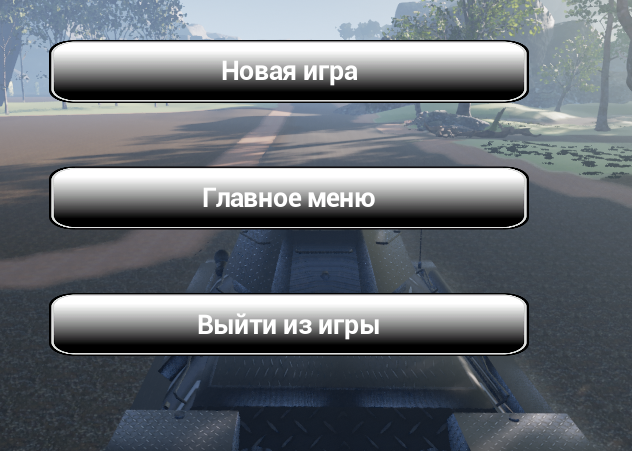 Новая игра
Главное меню
Выйти из игры